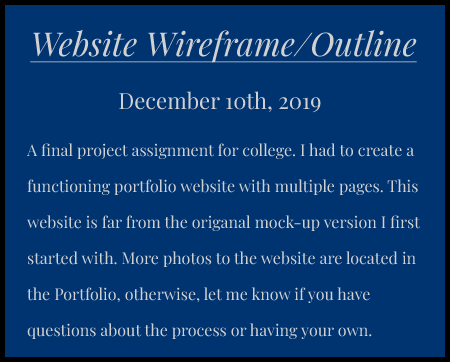 Website Wireframe/Outline
December 10th, 2019
A final project assignment for college. I had to create a
functioning portfolio website with multiple pages. This
website is far from the origanal mock-up version I first
started with. More photos to the website are located in
the Portfolio, otherwise, let me know if you have
questions about the process or having your own.